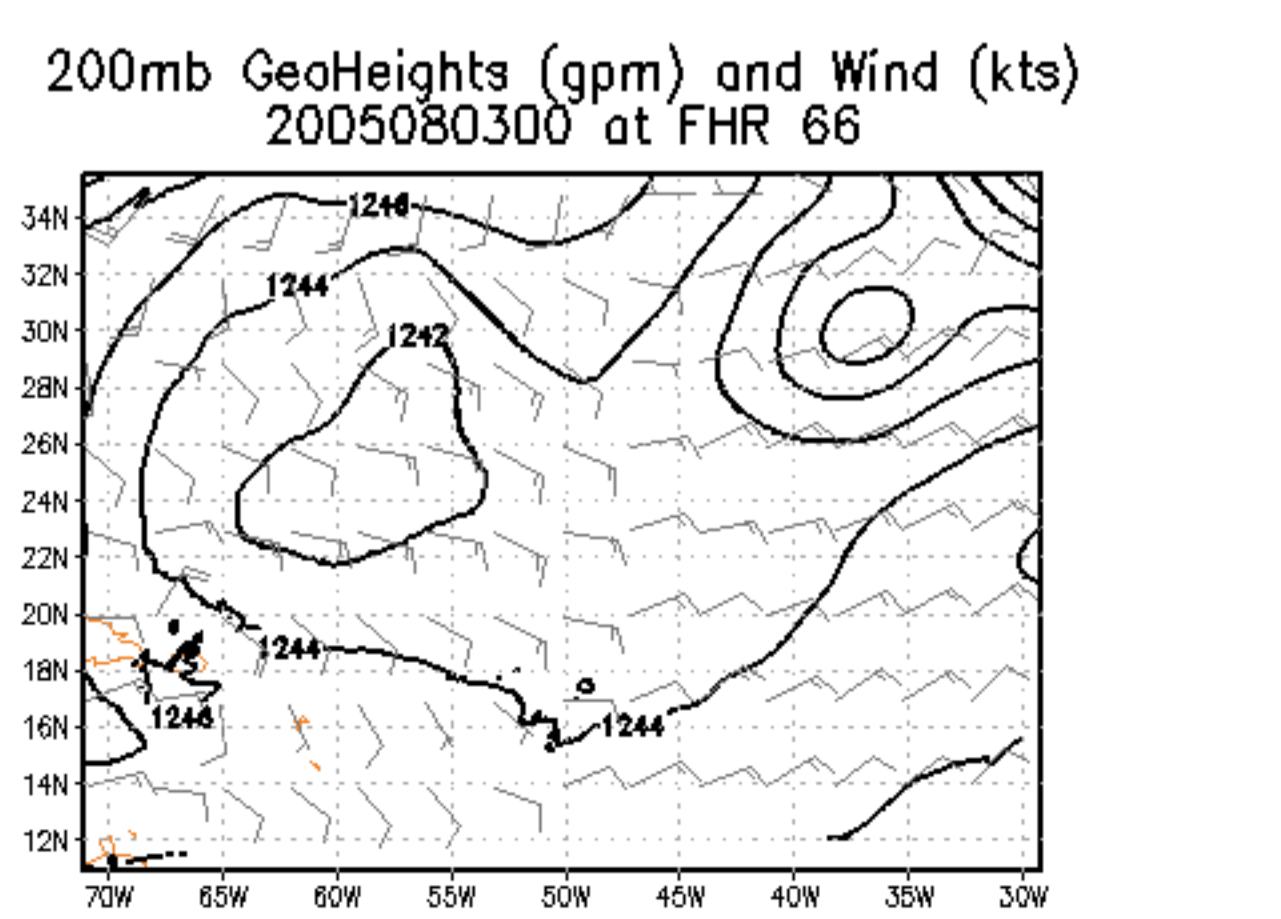 200mb GeoHeights (gpm) and Wind (kts)
2005080300 at FHR 66
34N
1246
32N
1244
30N
1242
28N
26N
24N
22N
20N
1244
18N
1246
1244
16N
14N
12N
70W 65W 60W 55W 50W 45W 40W 35W 30W